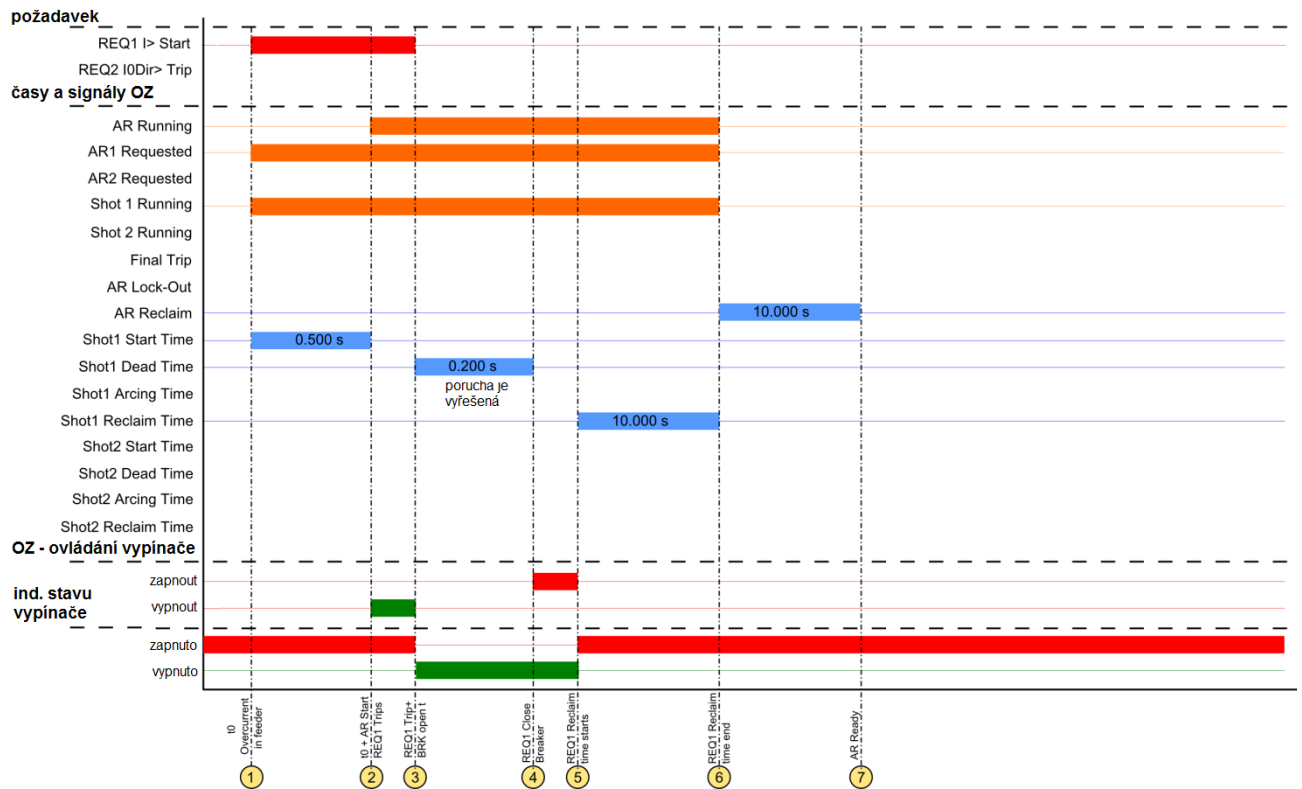 požadavek
REQ1 I> Start
REQ2 I0Dir> Trip
časy a signály OZ
AR Running
AR1 Requested
AR2 Requested
Shot 1 Running
Shot 2 Running
Final Trip
AR Lock-Out
AR Reclaim
10.000 s
Shot1 Start Time
0.500 s
Shot1 Dead Time
0.200 s
porucha je
vyřešená
Shot1 Arcing Time
Shot1 Reclaim Time
10.000 s
Shot2 Start Time
Shot2 Dead Time
Shot2 Arcing Time
Shot2 Reclaim Time
OZ - ovládání vypínače
zapnout
ind. stavu
vypínače
vypnout
zapnuto
vypnuto
t0
Overcurrent
in feeder
t0 + AR Start
REQ1 Trips
REQ1 Trip+
BRK open t
REQ1 Close
Breaker
REQ1 Reclaim
time starts
REQ1 Reclaim
time end
AR Ready
1
2
3
4
5
6
7